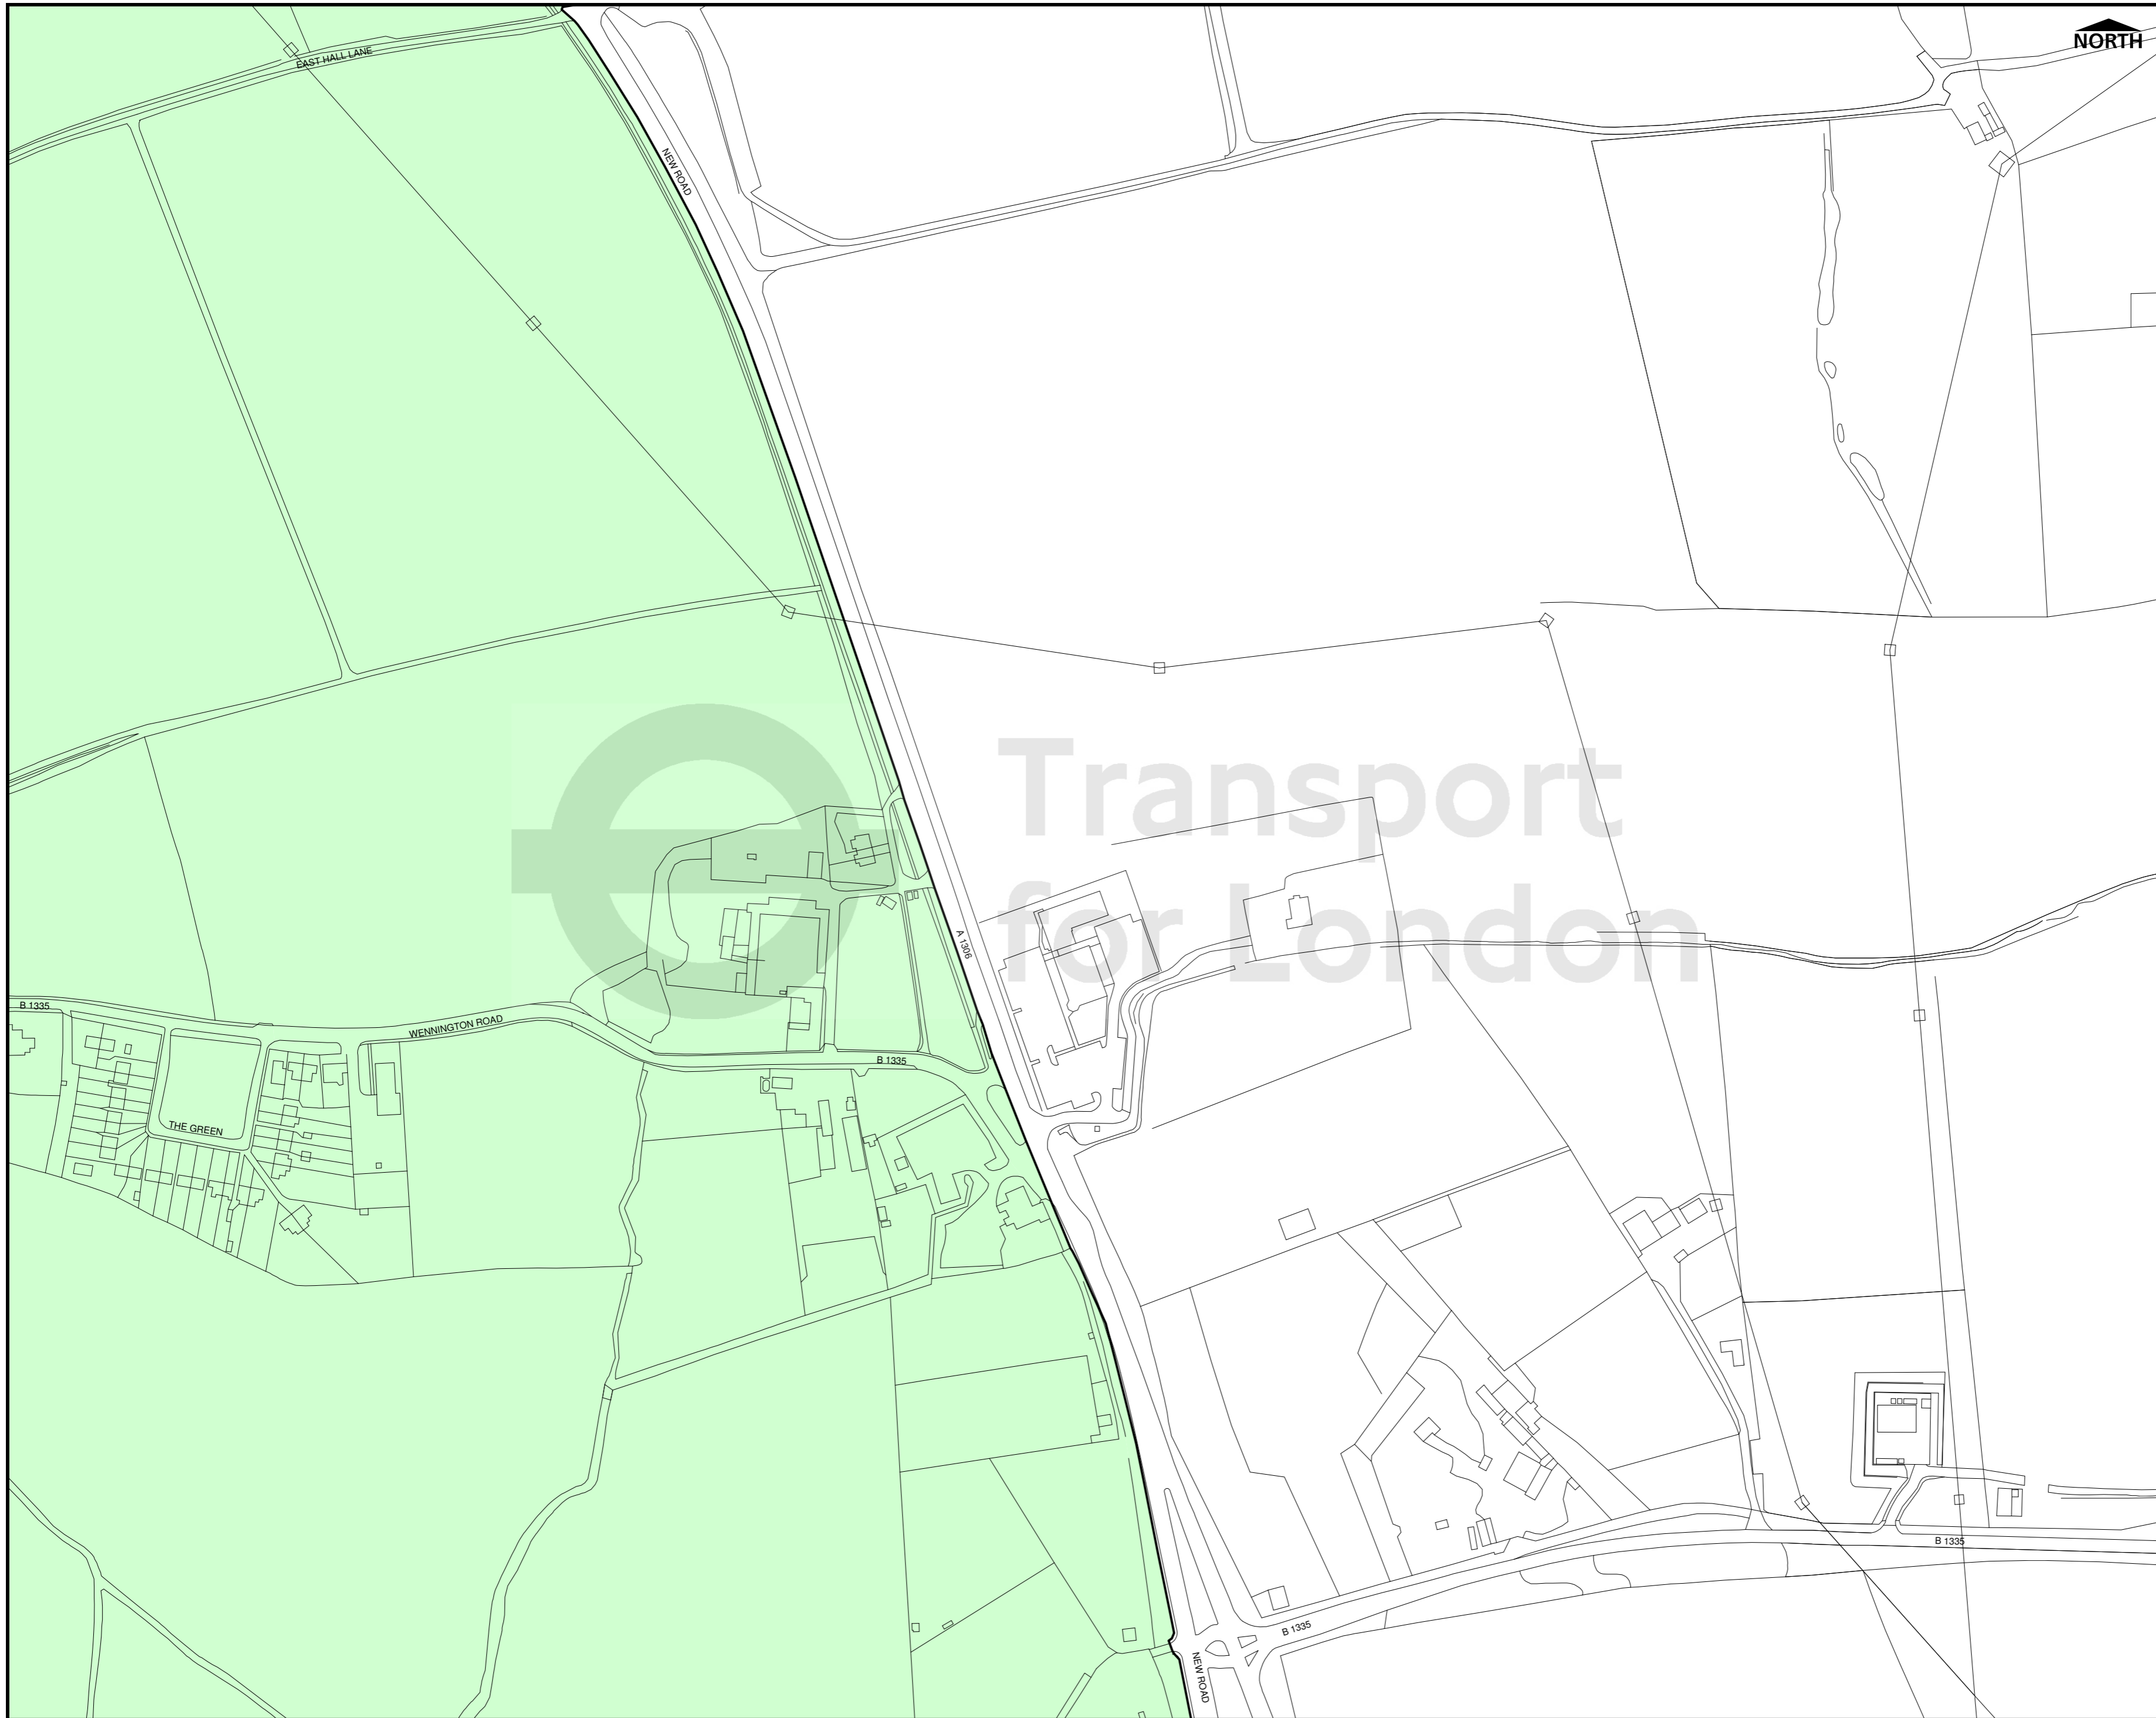 NORTH
EAST HALL LANE
NEW ROAD
Transport
for London
A 1306
B 1335
WENNINGTON ROAD
B 1335
THE GREEN
B 1335
B 1335
NEW ROAD